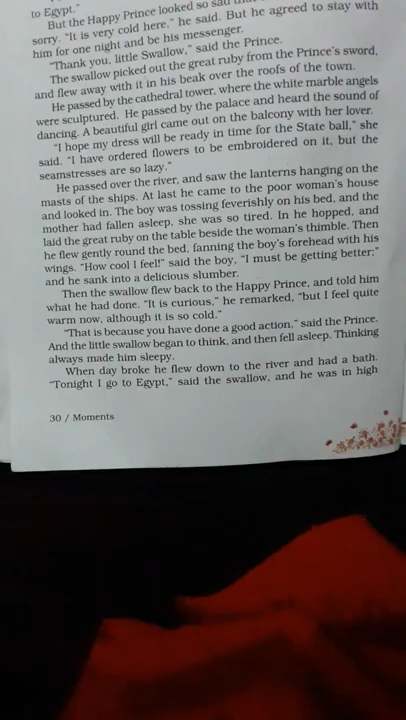 to Egypt."
But the Happy Prince looked so sad
sorry. "It is very cold here," he said. But he agreed to stay with
him for one night and be his messenger.
"Thank you, little Swallow," said the Prince.
The swallow picked out the great ruby from the Prince's sword,
and flew away with it in his beak over the roofs of the town.
He passed by the cathedral tower, where the white marble angels
were sculptured. He passed by the palace and heard the sound of
dancing. A beautiful girl came out on the balcony with her lover.
"I hope my dress will be ready in time for the State ball," she
said. "I have ordered flowers to be embroidered on it, but the
seamstresses are so lazy."
He passed over the river, and saw the lanterns hanging on the
masts of the ships. At last he came to the poor woman's house
and looked in. The boy was tossing feverishly on his bed, and the
mother had fallen asleep, she was so tired. In he hopped, and
laid the great ruby on the table beside the woman's thimble. Then
he flew gently round the bed, fanning the boy's forehead with his
wings. "How cool I feel!" said the boy, "I must be getting better;"
and he sank into a delicious slumber.
Then the swallow flew back to the Happy Prince, and told him
what he had done. "It is curious," he remarked, "but I feel quite
warm now, although it is so cold."
"That is because you have done a good action," said the Prince.
And the little swallow began to think, and then fell asleep. Thinking
always made him sleepy.
When day broke he flew down to the river and had a bath.
"Tonight I go to Egypt," said the swallow, and he was in high
30 / Moments